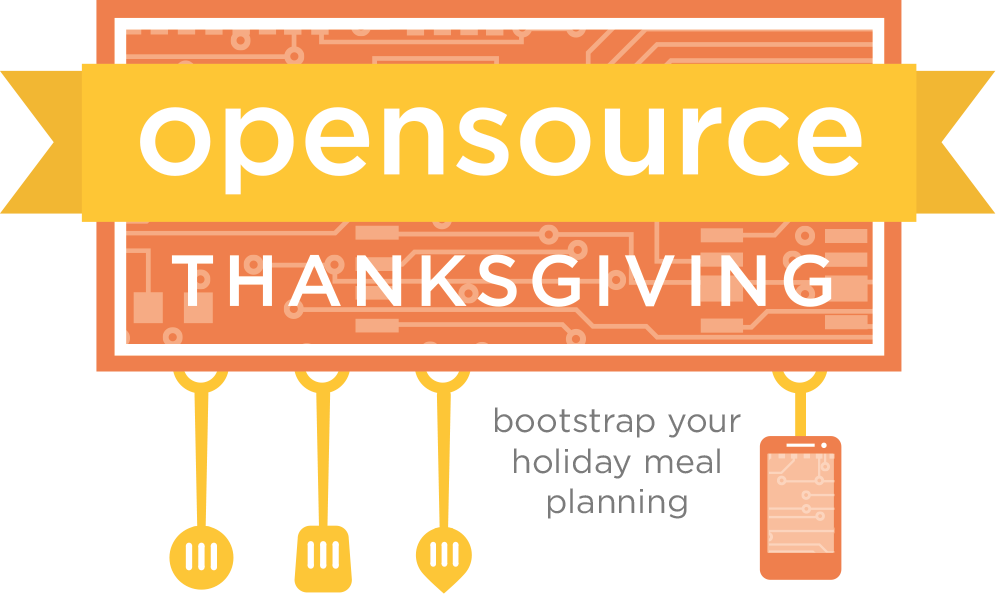 opensource
THANKSGIVING
bootstrap your
holiday meal
planning